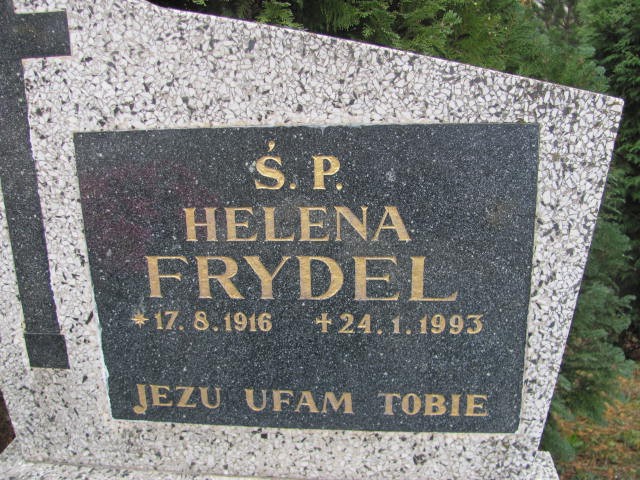 Ś. P.
HELENA
FRYDEL
* 17. 8. 1916 + 24. 1. 1993
JEZU UFAM TOBIE